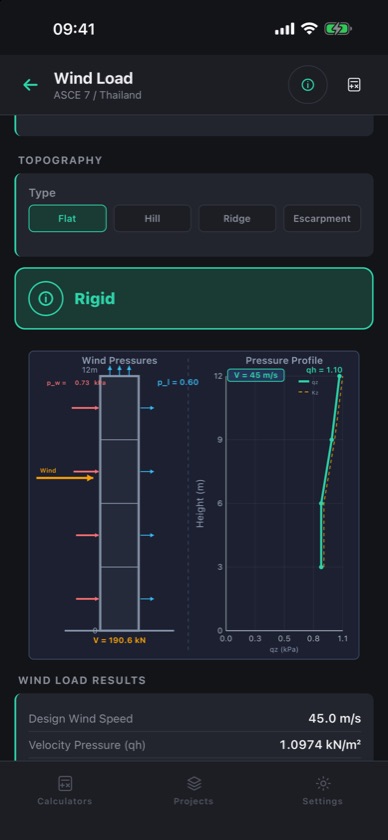 09:41
Wind Load
ASCE 7 / Thailand
TOPOGRAPHY
Type
Flat
Hill
Ridge
Escarpment
Rigid
Wind Pressures
12m
p_w = 0.73 kPa
p_l = 0.60
Wind
0
V = 190.6 kN
Pressure Profile
V = 45 m/s
qh = 1.10
qz
Kz
Height (m)
12
9
6
3
0
0.0 0.3 0.5 0.8 1.1
qz (kPa)
WIND LOAD RESULTS
Design Wind Speed 45.0 m/s
Velocity Pressure (qh) 1.0974 kN/m²
Calculators
Projects
Settings